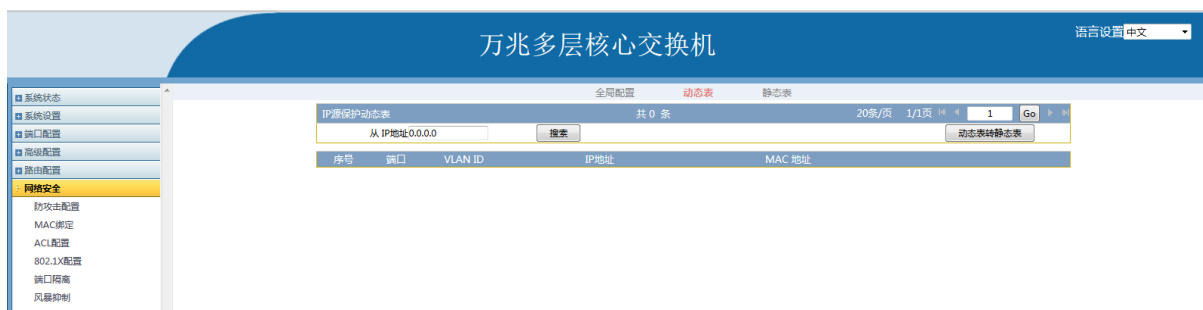 万兆多层核心交换机
语言设置 中文
系统状态
系统设置
端口配置
高级配置
路由配置
网络安全
防攻击配置
MAC绑定
ACL配置
802.1X配置
端口隔离
风暴抑制
全局配置 动态表 静态表
IP源保护动态表 共 0 条 20条/页 1/1页 1 Go
从 IP地址0.0.0.0 搜索 动态表转静态表
序号 端口 VLAN ID IP地址 MAC 地址